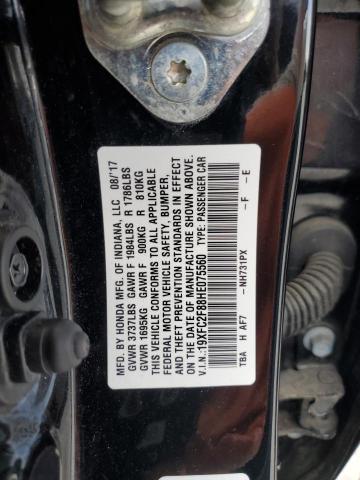 MFD. BY HONDA MFG. OF INDIANA, LLC 08/'17
GVWR 3737LBS GAWR F 1984LBS R 1786LBS
GVWR 1695KG GAWR F 900KG R 810KG
THIS VEHICLE CONFORMS TO ALL APPLICABLE
FEDERAL MOTOR VEHICLE SAFETY, BUMPER,
AND THEFT PREVENTION STANDARDS IN EFFECT
ON THE DATE OF MANUFACTURE SHOWN ABOVE.
V.I.N.: 19XFC2F88HE075560 TYPE: PASSENGER CAR
TBA H AF7 -NH731PX -F -E